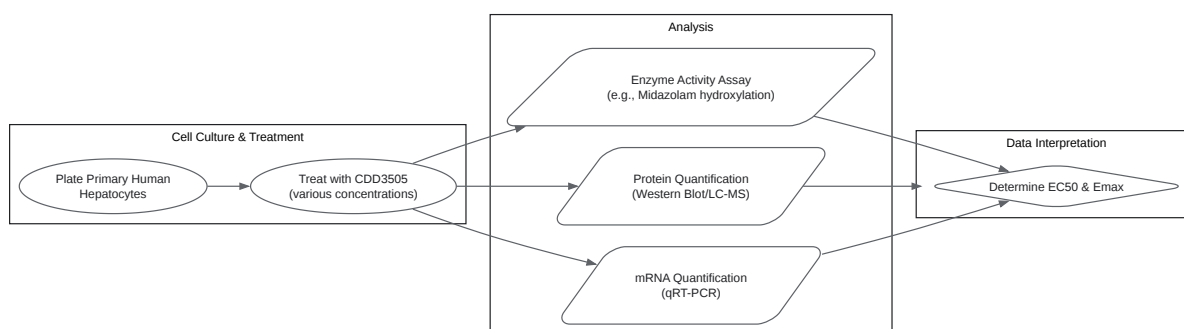 Cell Culture & Treatment
Plate Primary Human
Hepatocytes
Treat with CDD3505
(various concentrations)
Analysis
Enzyme Activity Assay
(e.g., Midazolam hydroxylation)
Protein Quantification
(Western Blot/LC-MS)
mRNA Quantification
(qRT-PCR)
Data Interpretation
Determine EC50 & Emax